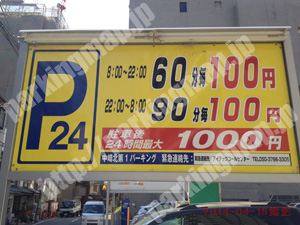 P24
8:00~22:00 60分毎100円
22:00~8:00 90分毎100円
駐車後
24時間最大 1000円
中崎北第1パーキング 緊急連絡先: